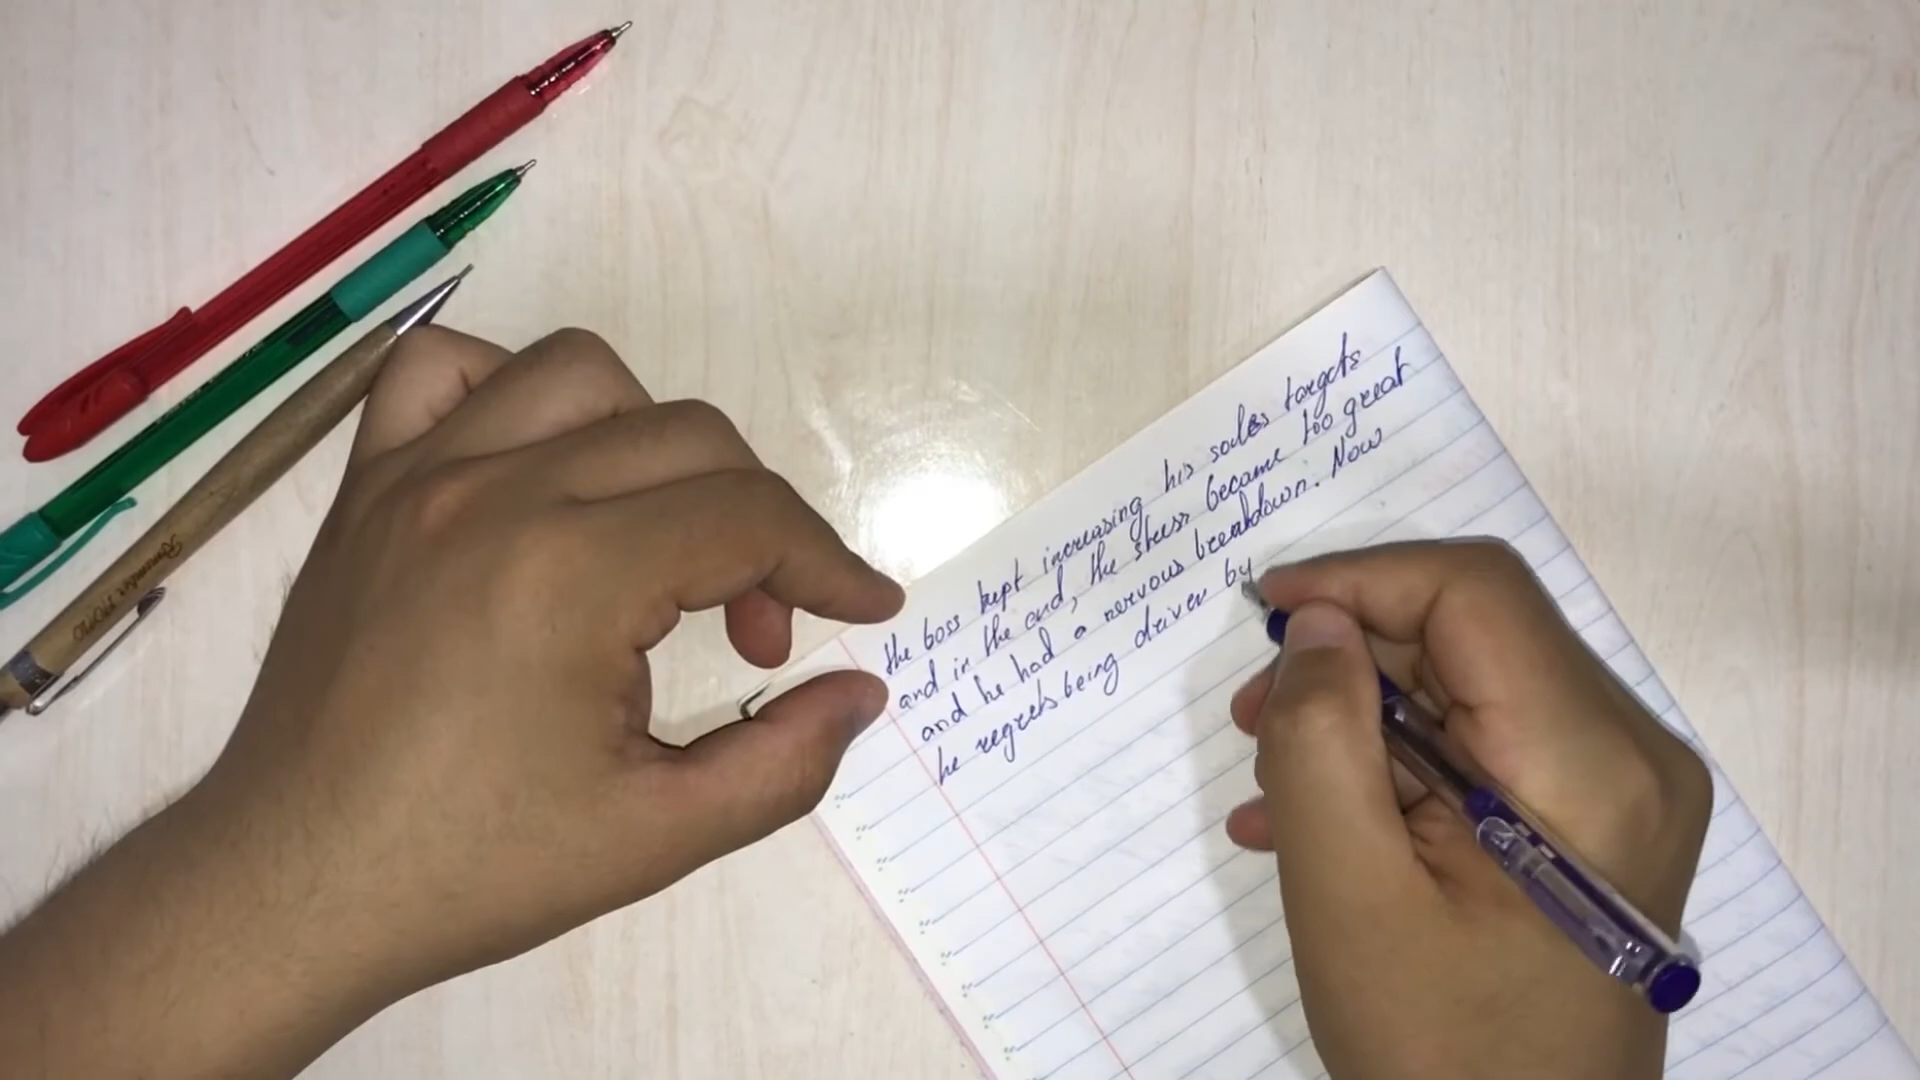 the boss kept increasing his sales targets
and in the end, the stress became too great
and he had a nervous breakdown. Now
he regrets being driven by